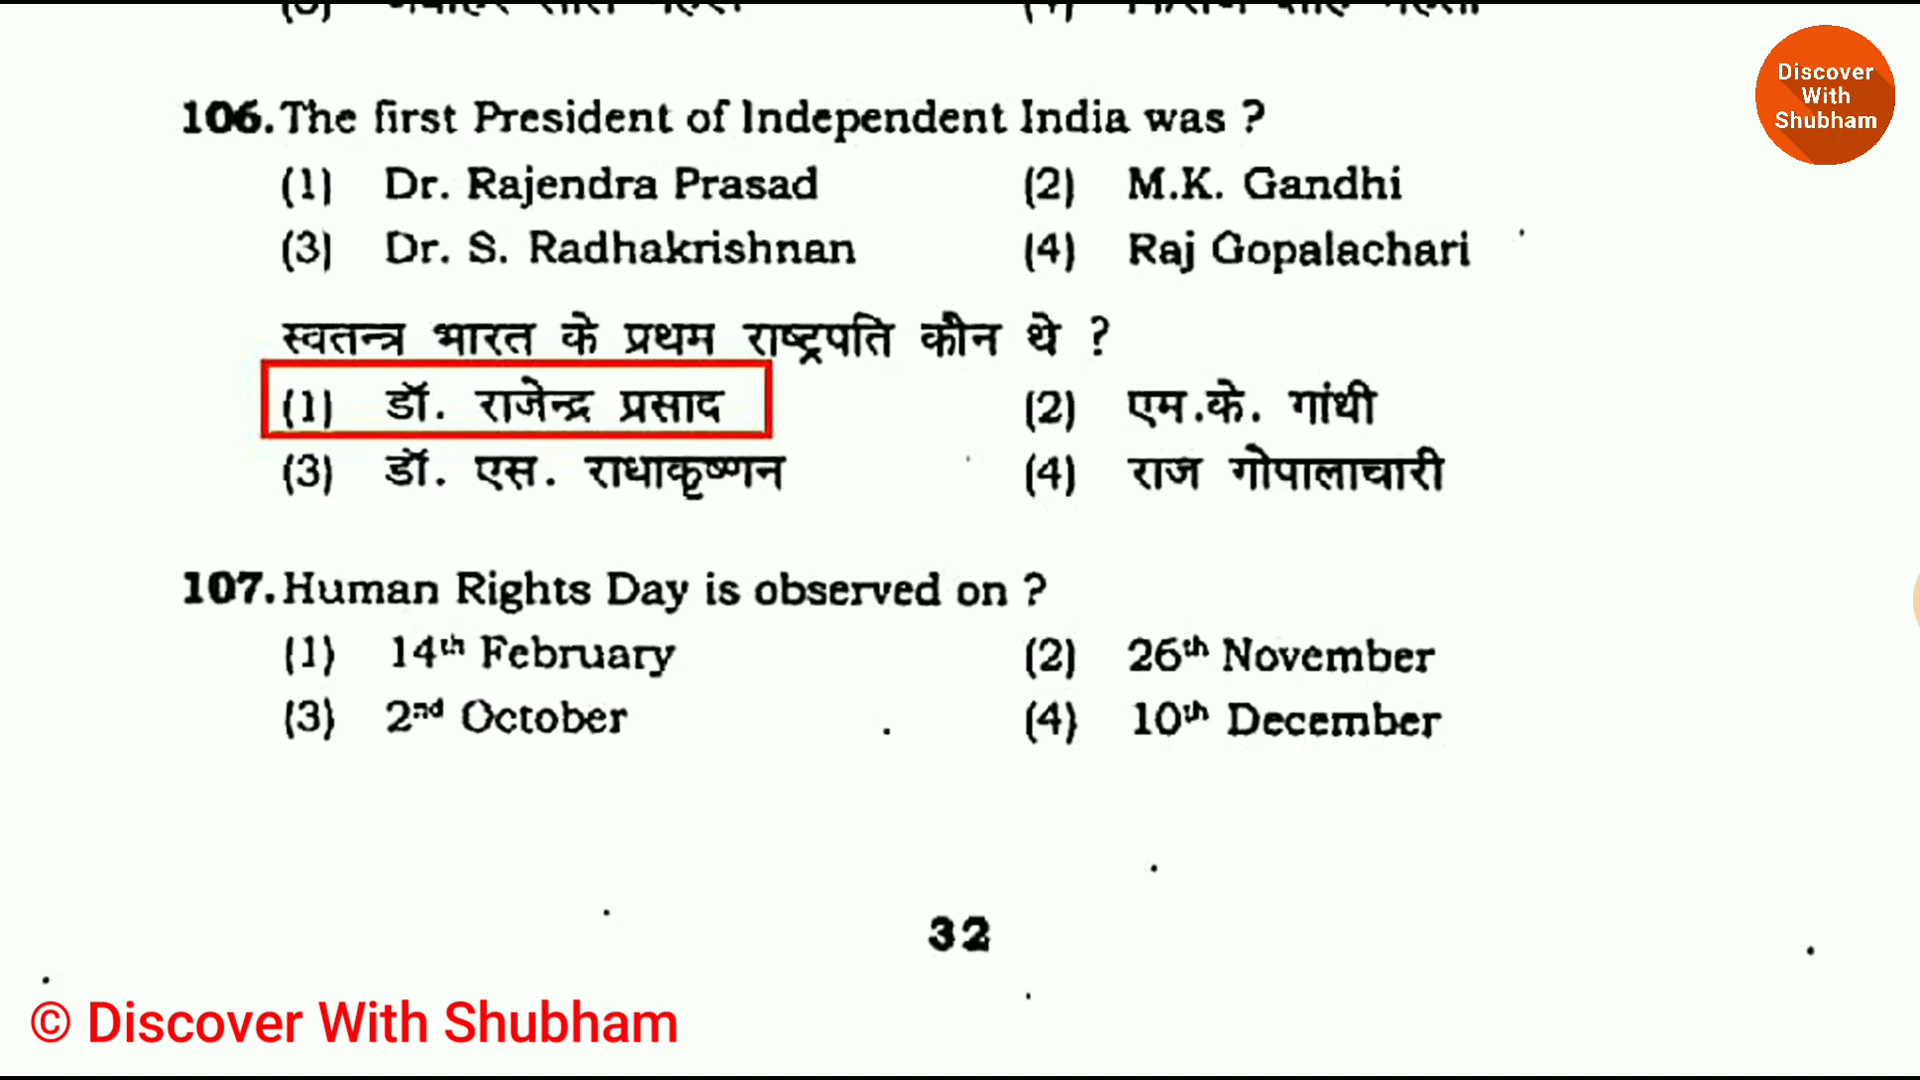 Discover
With
Shubham
106. The first President of Independent India was ?
(1) Dr. Rajendra Prasad (2) M.K. Gandhi
(3) Dr. S. Radhakrishnan (4) Raj Gopalachari
स्वतन्त्र भारत के प्रथम राष्ट्रपति कौन थे ?
(1) डॉ. राजेन्द्र प्रसाद (2) एम.के. गांधी
(3) डॉ. एस. राधाकृष्णन (4) राज गोपालाचारी
107. Human Rights Day is observed on ?
(1) 14th February (2) 26th November
(3) 2nd October (4) 10th December
32
© Discover With Shubham